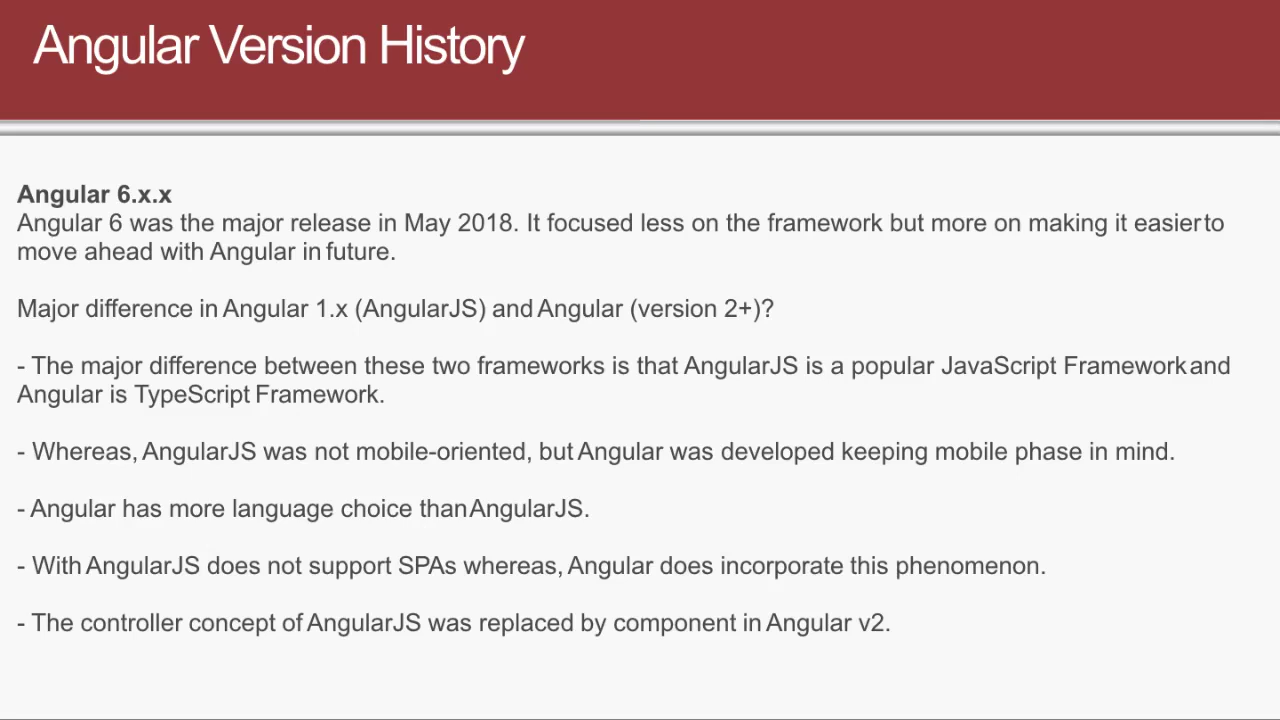 Angular Version History
Angular 6.x.x
Angular 6 was the major release in May 2018. It focused less on the framework but more on making it easier to
move ahead with Angular in future.
Major difference in Angular 1.x (AngularJS) and Angular (version 2+)?
- The major difference between these two frameworks is that AngularJS is a popular JavaScript Framework and
Angular is TypeScript Framework.
- Whereas, AngularJS was not mobile-oriented, but Angular was developed keeping mobile phase in mind.
- Angular has more language choice than AngularJS.
- With AngularJS does not support SPAs whereas, Angular does incorporate this phenomenon.
- The controller concept of AngularJS was replaced by component in Angular v2.